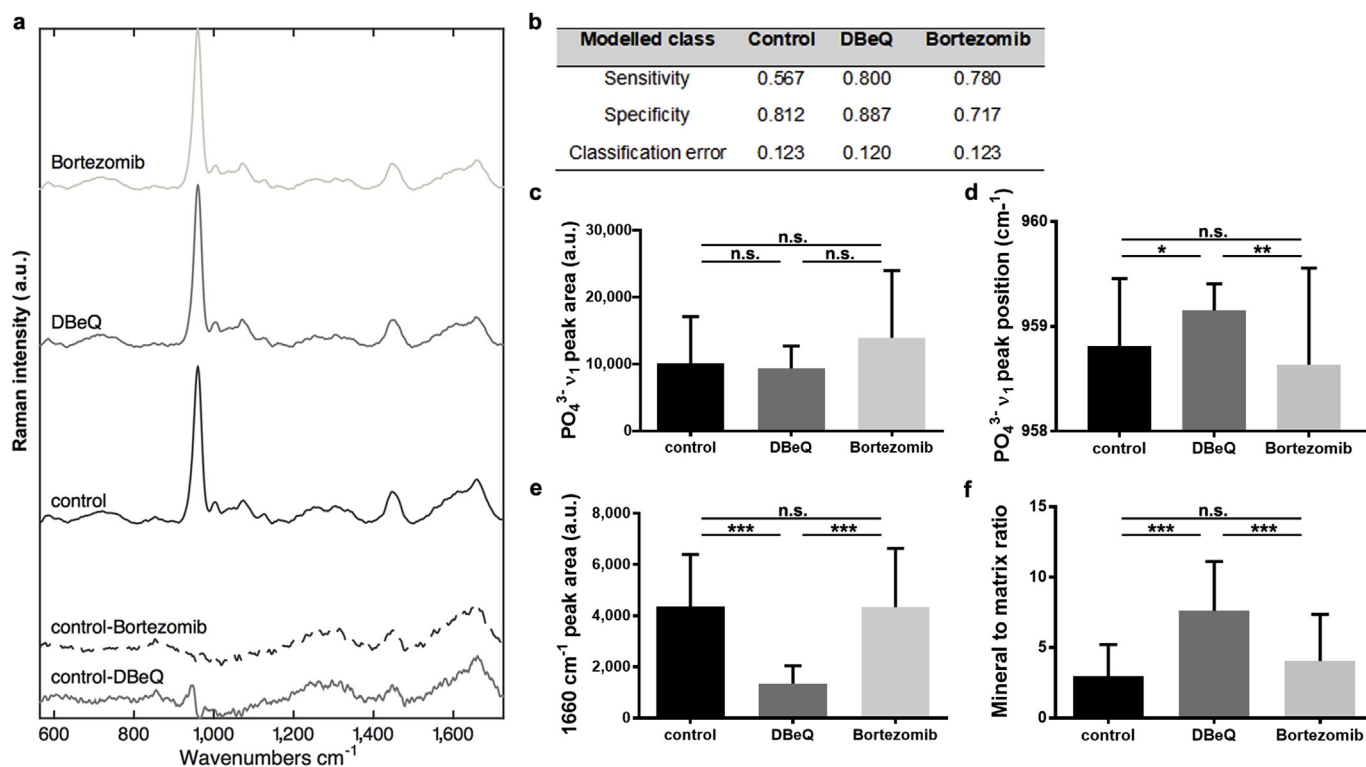 a
Raman intensity ( a.u.)
Bortezomib
DBeQ
control
control-Bortezomib
control-DBeQ
600 800 1,000 1,200 1,400 1,600
Wavenumbers cm⁻¹
b
Modelled class Control DBeQ Bortezomib
Sensitivity 0.567 0.800 0.780
Specificity 0.812 0.887 0.717
Classification error 0.123 0.120 0.123
c
PO₄³⁻ ν₁ peak area (a.u.)
30,000
20,000
10,000
0
n.s.
n.s. n.s.
control DBeQ Bortezomib
d
PO₄³⁻ ν₁ peak position (cm⁻¹)
960
959
958
n.s.
* **
control DBeQ Bortezomib
e
1660 cm⁻¹ peak area (a.u.)
8,000
6,000
4,000
2,000
0
n.s.
*** ***
control DBeQ Bortezomib
f
Mineral to matrix ratio
15
10
5
0
n.s.
*** ***
control DBeQ Bortezomib